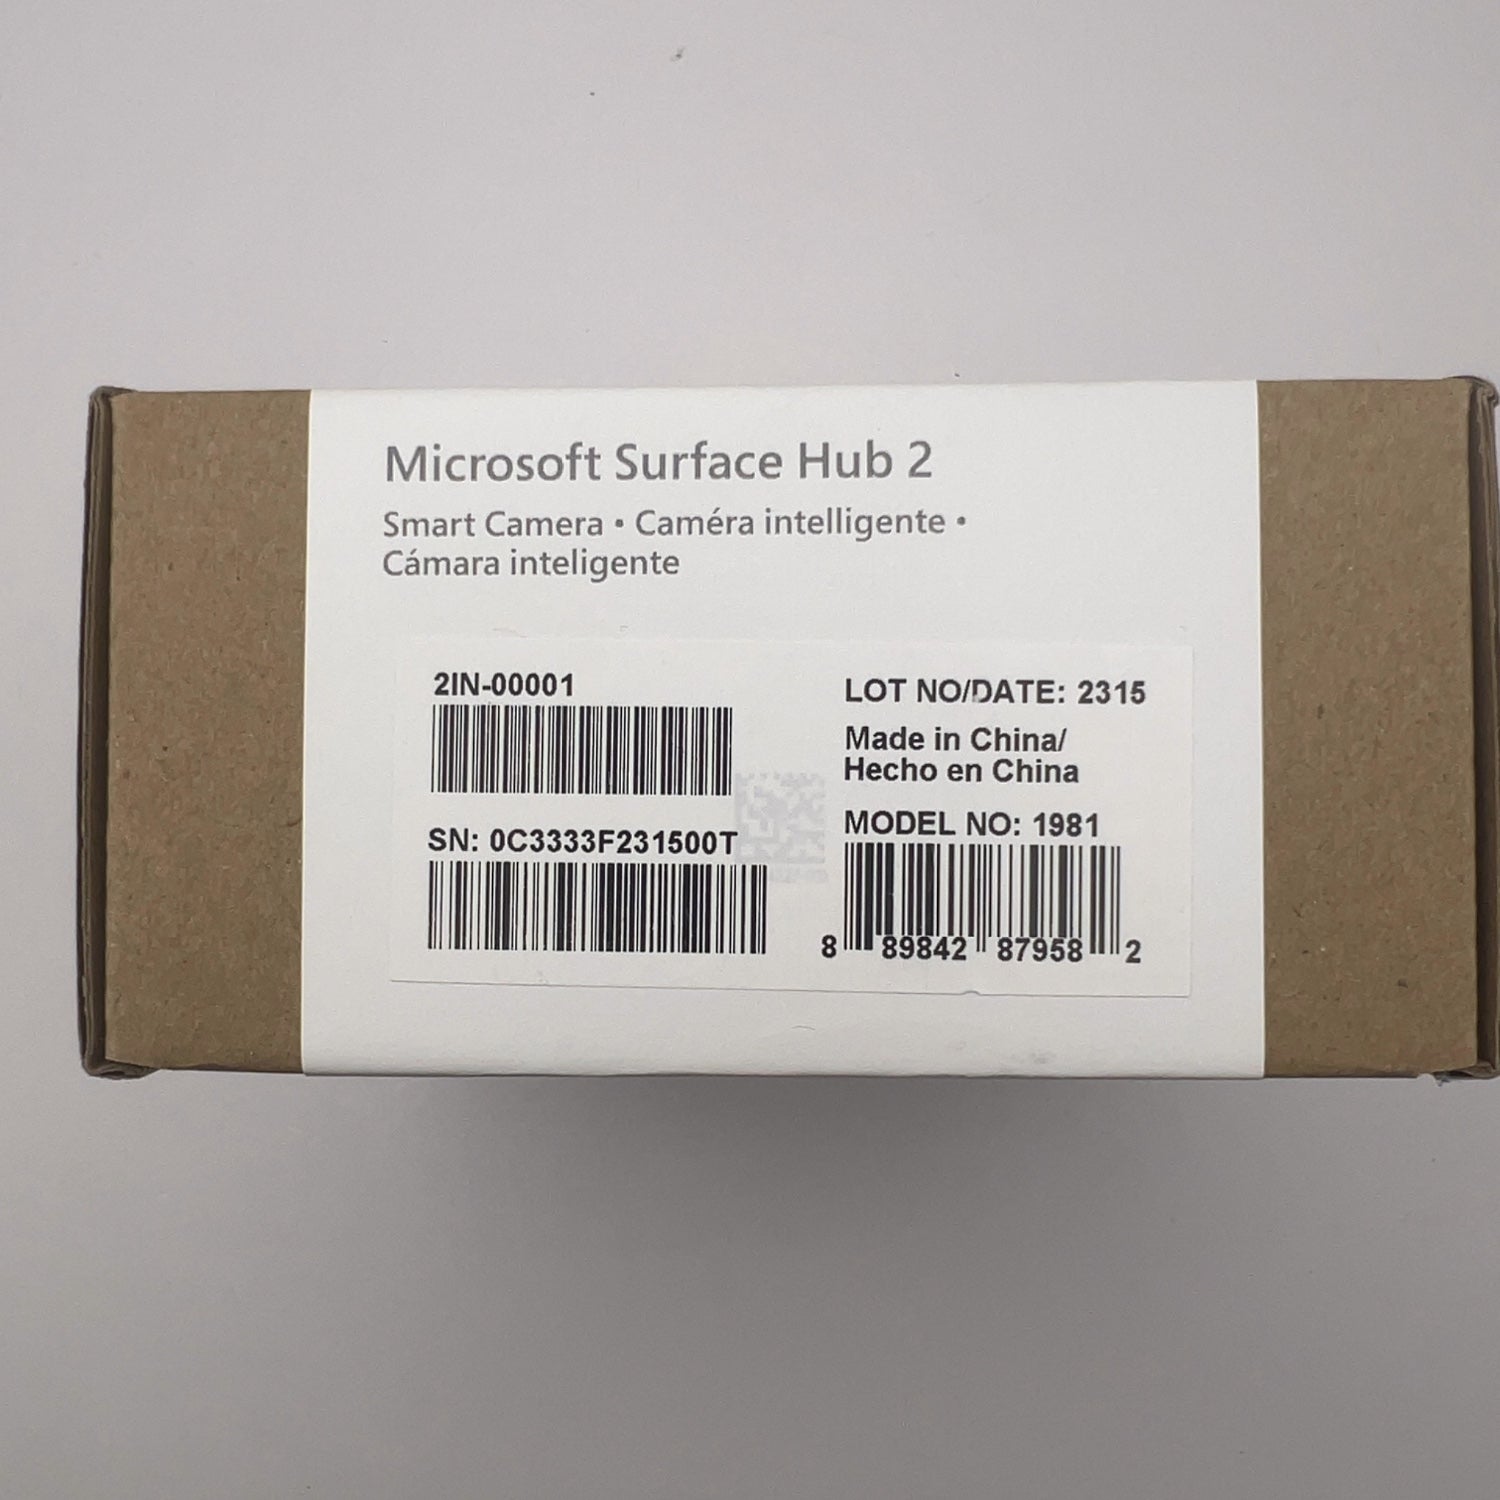 Microsoft Surface Hub 2
Smart Camera • Caméra intelligente •
Cámara inteligente
2IN-00001
SN: 0C3333F231500T
LOT NO/DATE: 2315
Made in China/
Hecho en China
MODEL NO: 1981
8 89842 87958 2